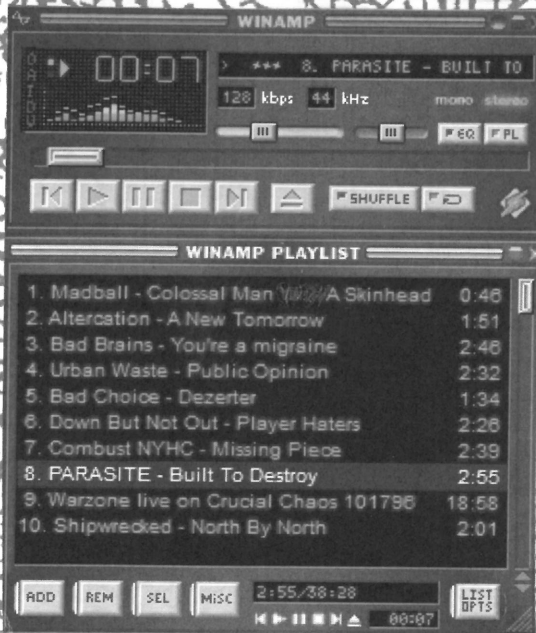 WINAMP
00:07
8. PARASITE - BUILT TO
128 kbps 44 kHz mono stereo
EQ PL
SHUFFLE
WINAMP PLAYLIST
1. Madball - Colossal Man A Skinhead 0:46
2. Altercation - A New Tomorrow 1:51
3. Bad Brains - You're a migraine 2:46
4. Urban Waste - Public Opinion 2:32
5. Bad Choice - Dezerter 1:34
6. Down But Not Out - Player Haters 2:26
7. Combust NYHC - Missing Piece 2:39
8. PARASITE - Built To Destroy 2:55
9. Warzone live on Crucial Chaos 101796 18:58
10. Shipwrecked - North By North 2:01
ADD REM SEL MISC 2:55/38:28 LIST OPTS
00:07